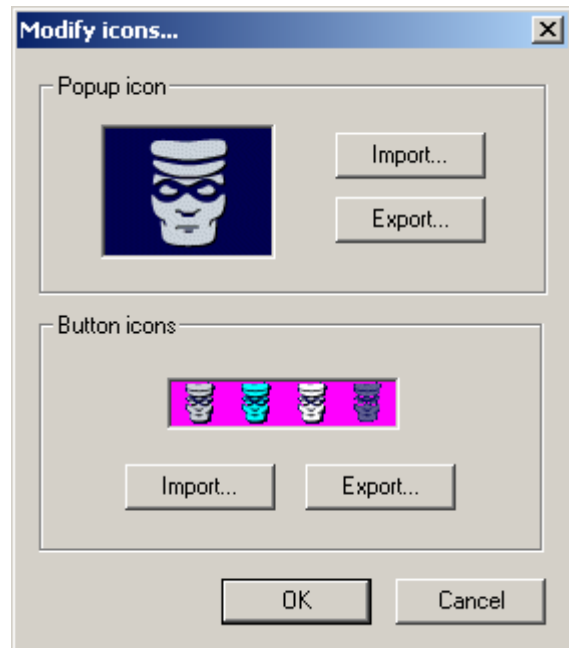 Modify icons...
Popup icon
Import...
Export...
Button icons
Import... Export...
OK Cancel